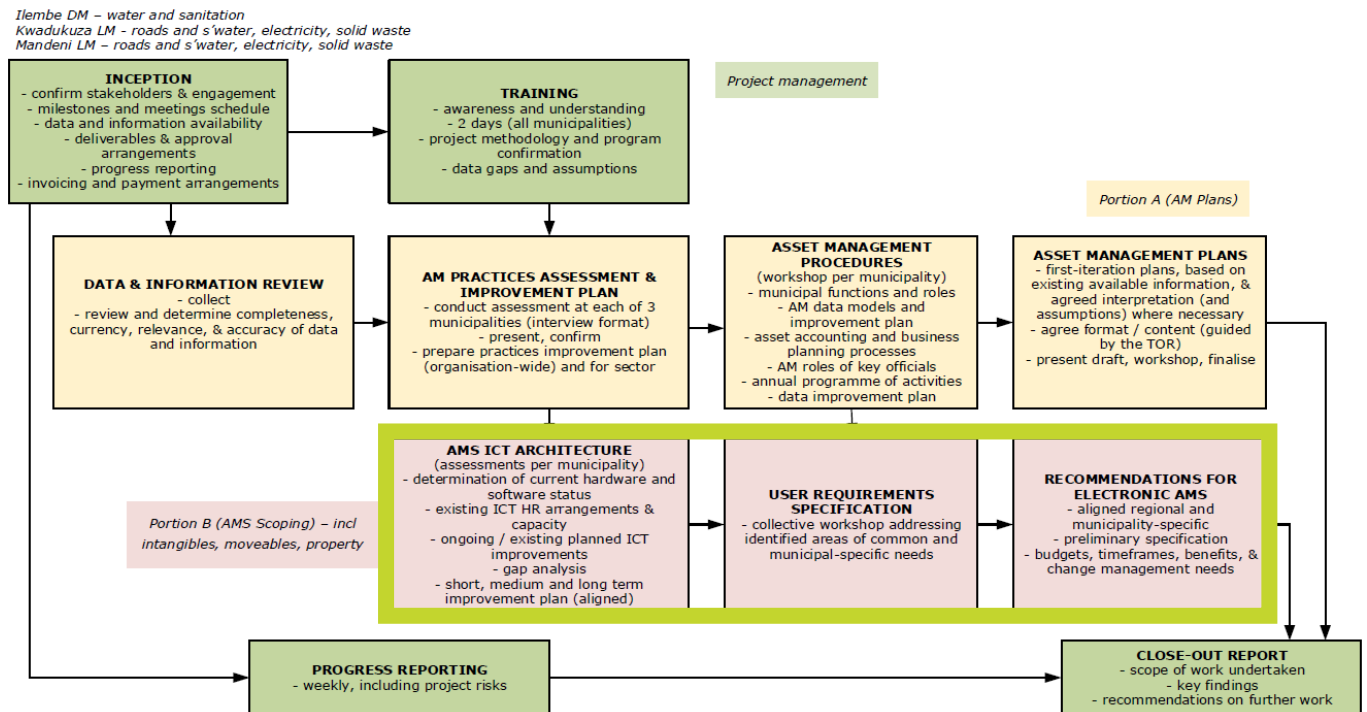 Ilembe DM – water and sanitation
Kwadukuza LM - roads and s'water, electricity, solid waste
Mandeni LM – roads and s'water, electricity, solid waste
INCEPTION
- confirm stakeholders & engagement
- milestones and meetings schedule
- data and information availability
- deliverables & approval
arrangements
- progress reporting
- invoicing and payment arrangements
TRAINING
- awareness and understanding
- 2 days (all municipalities)
- project methodology and program
confirmation
- data gaps and assumptions
Project management
Portion A (AM Plans)
DATA & INFORMATION REVIEW
- collect
- review and determine completeness,
currency, relevance, & accuracy of data
and information
AM PRACTICES ASSESSMENT &
IMPROVEMENT PLAN
- conduct assessment at each of 3
municipalities (interview format)
- present, confirm
- prepare practices improvement plan
(organisation-wide) and for sector
ASSET MANAGEMENT
PROCEDURES
(workshop per municipality)
- municipal functions and roles
- AM data models and
improvement plan
- asset accounting and business
planning processes
- AM roles of key officials
- annual programme of activities
- data improvement plan
ASSET MANAGEMENT PLANS
- first-iteration plans, based on
existing available information, &
agreed interpretation (and
assumptions) where necessary
- agree format / content (guided
by the TOR)
- present draft, workshop, finalise
Portion B (AMS Scoping) – incl
intangibles, moveables, property
AMS ICT ARCHITECTURE
(assessments per municipality)
- determination of current hardware and
software status
- existing ICT HR arrangements &
capacity
- ongoing / existing planned ICT
improvements
- gap analysis
- short, medium and long term
improvement plan (aligned)
USER REQUIREMENTS
SPECIFICATION
- collective workshop addressing
identified areas of common and
municipal-specific needs
RECOMMENDATIONS FOR
ELECTRONIC AMS
- aligned regional and
municipality-specific
- preliminary specification
- budgets, timeframes, benefits, &
change management needs
PROGRESS REPORTING
- weekly, including project risks
CLOSE-OUT REPORT
- scope of work undertaken
- key findings
- recommendations on further work